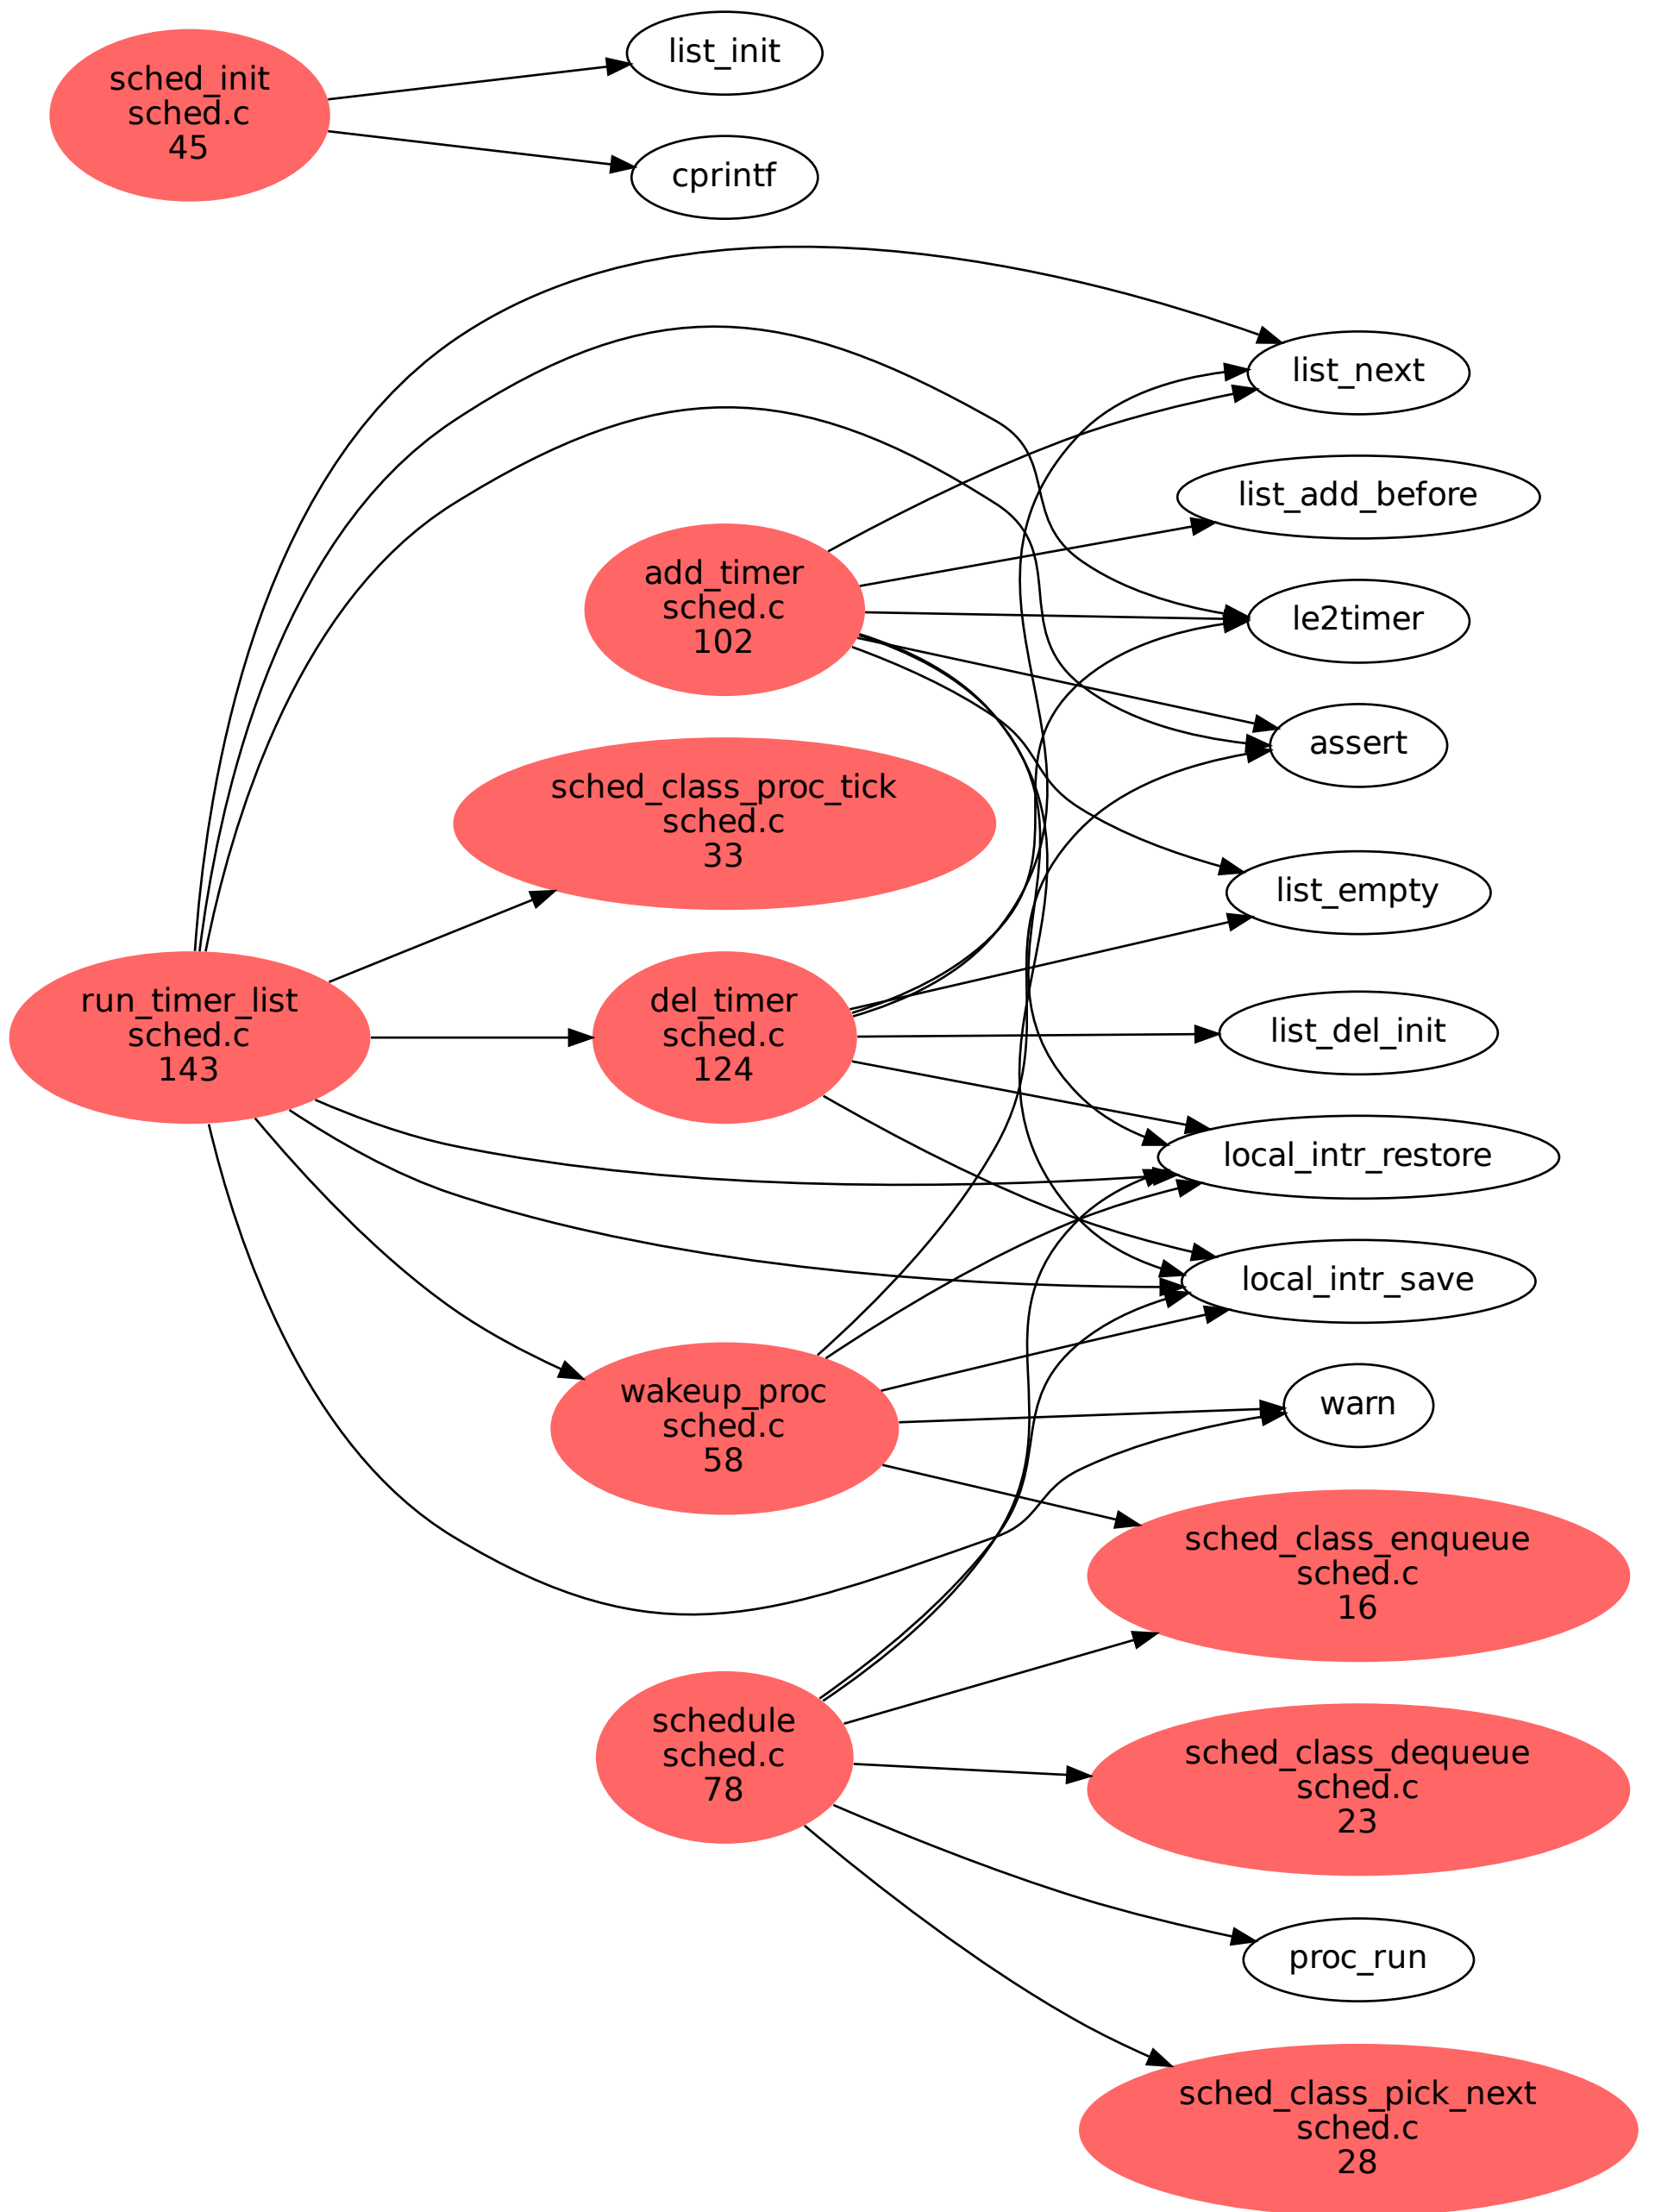 sched_init
sched.c
45
list_init
cprintf
list_next
list_add_before
add_timer
sched.c
102
le2timer
assert
sched_class_proc_tick
sched.c
33
list_empty
run_timer_list
sched.c
143
del_timer
sched.c
124
list_del_init
local_intr_restore
local_intr_save
wakeup_proc
sched.c
58
warn
sched_class_enqueue
sched.c
16
schedule
sched.c
78
sched_class_dequeue
sched.c
23
proc_run
sched_class_pick_next
sched.c
28